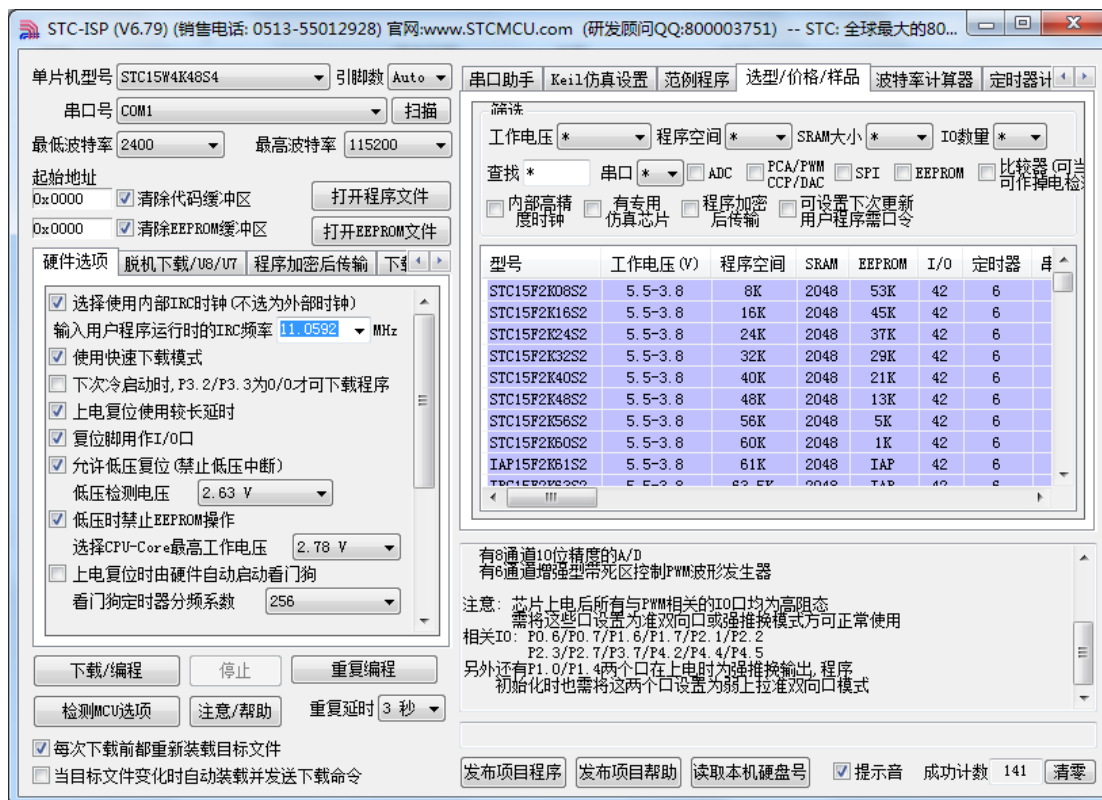 STC-ISP (V6.79) (销售电话: 0513-55012928) 官网:www.STCMCU.com (研发顾问QQ:800003751) -- STC: 全球最大的80...
单片机型号 STC15W4K48S4 引脚数 Auto
串口号 COM1 扫描
最低波特率 2400 最高波特率 115200
起始地址
0x0000 清除代码缓冲区 打开程序文件
0x0000 清除EEPROM缓冲区 打开EEPROM文件
硬件选项 脱机下载/U8/U7 程序加密后传输
选择使用内部IRC时钟(不选为外部时钟)
输入用户程序运行时的IRC频率 11.0592 MHz
使用快速下载模式
下次冷启动时,P3.2/P3.3为0/0才可下载程序
上电复位使用较长延时
复位脚用作I/O口
允许低压复位(禁止低压中断)
低压检测电压 2.63 V
低压时禁止EEPROM操作
选择CPU-Core最高工作电压 2.78 V
上电复位时由硬件自动启动看门狗
看门狗定时器分频系数 256
下载/编程 停止 重复编程
检测MCU选项 注意/帮助 重复延时 3 秒
每次下载前都重新装载目标文件
当目标文件变化时自动装载并发送下载命令
串口助手 Keil仿真设置 范例程序 选型/价格/样品 波特率计算器 定时器计
筛选
工作电压 * 程序空间 * SRAM大小 * IO数量 *
查找 * 串口 * ADC PCA/PWM CCP/DAC SPI EEPROM 比较器(可当 可作掉电检
内部高精度时钟 有专用仿真芯片 程序加密后传输 可设置下次更新用户程序需口令
型号 工作电压(V) 程序空间 SRAM EEPROM I/O 定时器
STC15F2K08S2 5.5-3.8 8K 2048 53K 42 6
STC15F2K16S2 5.5-3.8 16K 2048 45K 42 6
STC15F2K24S2 5.5-3.8 24K 2048 37K 42 6
STC15F2K32S2 5.5-3.8 32K 2048 29K 42 6
STC15F2K40S2 5.5-3.8 40K 2048 21K 42 6
STC15F2K48S2 5.5-3.8 48K 2048 13K 42 6
STC15F2K56S2 5.5-3.8 56K 2048 5K 42 6
STC15F2K60S2 5.5-3.8 60K 2048 1K 42 6
IAP15F2K61S2 5.5-3.8 61K 2048 IAP 42 6
有8通道10位精度的A/D
有6通道增强型带死区控制PWM波形发生器
注意: 芯片上电后所有与PWM相关的IO口均为高阻态
需将这些口设置为准双向口或强推挽模式方可正常使用
相关IO: P0.6/P0.7/P1.6/P1.7/P2.1/P2.2
P2.3/P2.7/P3.7/P4.2/P4.4/P4.5
另外还有P1.0/P1.4两个口在上电时为强推挽输出,程序
初始化时也需将这两个口设置为弱上拉准双向口模式
发布项目程序 发布项目帮助 读取本机硬盘号 提示音 成功计数 141 清零